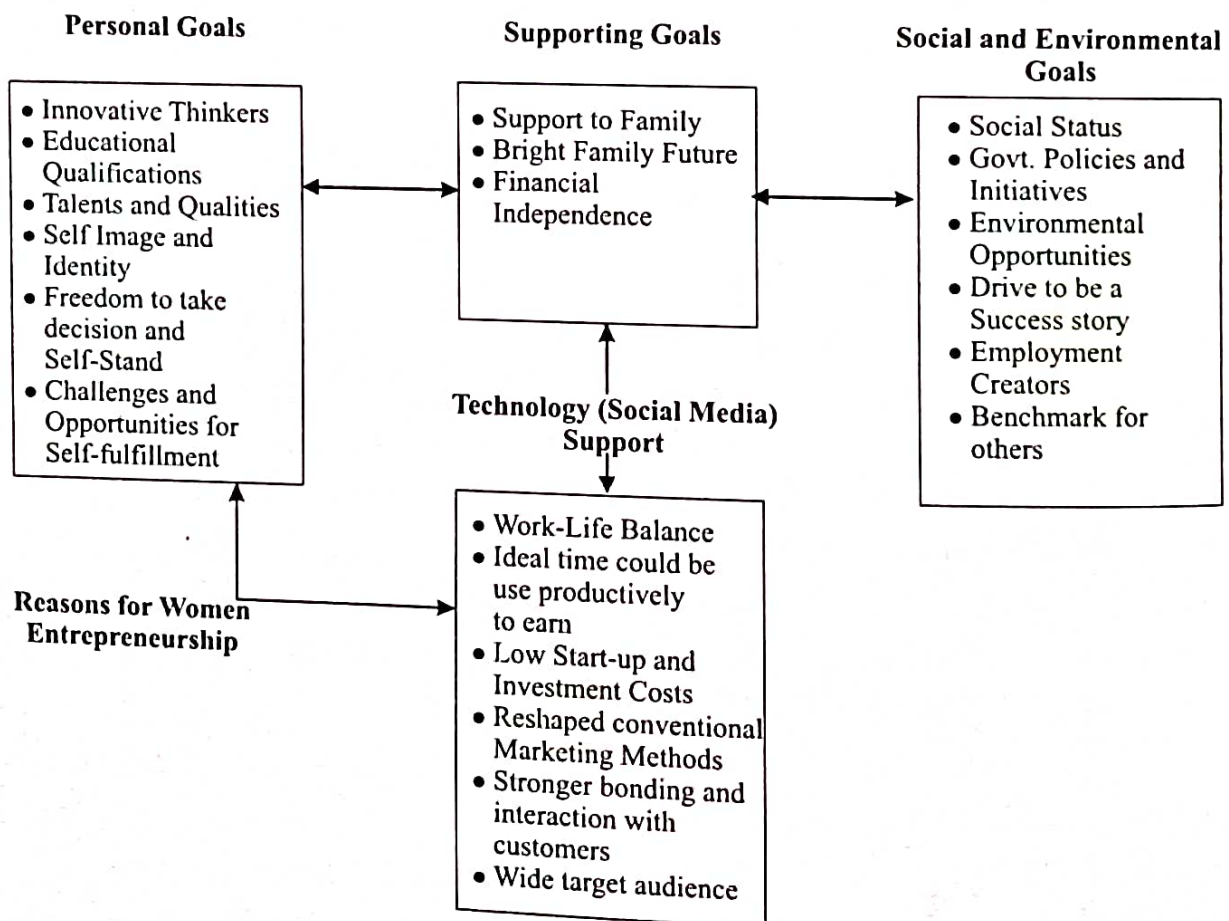 Personal Goals
• Innovative Thinkers
• Educational
Qualifications
• Talents and Qualities
• Self Image and
Identity
• Freedom to take
decision and
Self-Stand
• Challenges and
Opportunities for
Self-fulfillment
Supporting Goals
• Support to Family
• Bright Family Future
• Financial
Independence
Social and Environmental
Goals
• Social Status
• Govt. Policies and
Initiatives
• Environmental
Opportunities
• Drive to be a
Success story
• Employment
Creators
• Benchmark for
others
Technology (Social Media)
Support
• Work-Life Balance
• Ideal time could be
use productively
to earn
• Low Start-up and
Investment Costs
• Reshaped conventional
Marketing Methods
• Stronger bonding and
interaction with
customers
• Wide target audience
Reasons for Women
Entrepreneurship